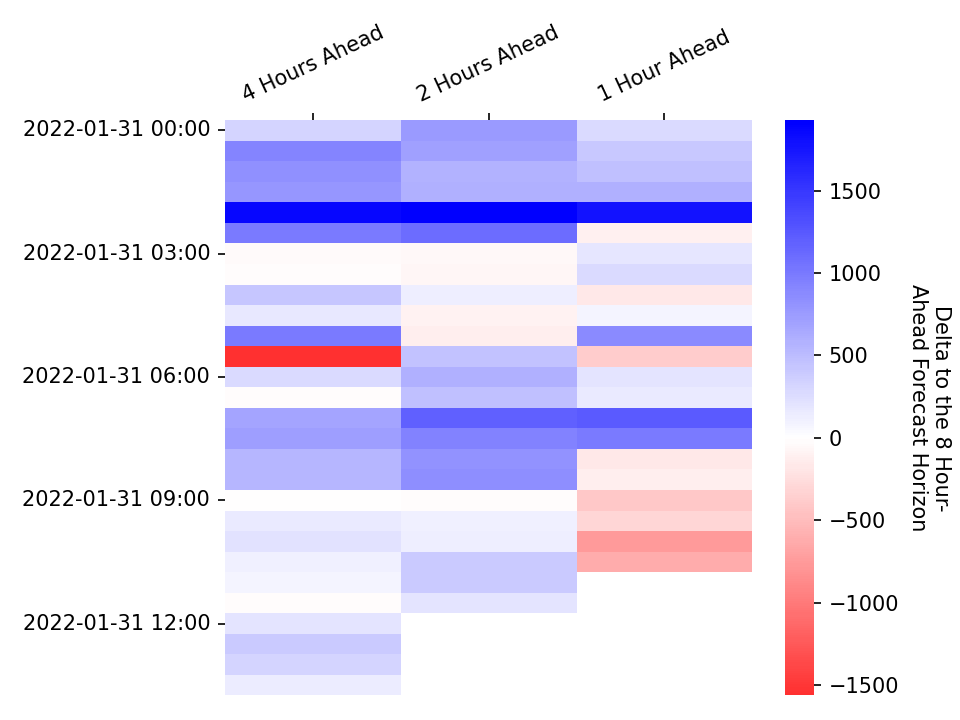 4 Hours Ahead
2 Hours Ahead
1 Hour Ahead
2022-01-31 00:00
2022-01-31 03:00
2022-01-31 06:00
2022-01-31 09:00
2022-01-31 12:00
1500
1000
500
0
−500
−1000
−1500
Delta to the 8 Hour-
Ahead Forecast Horizon